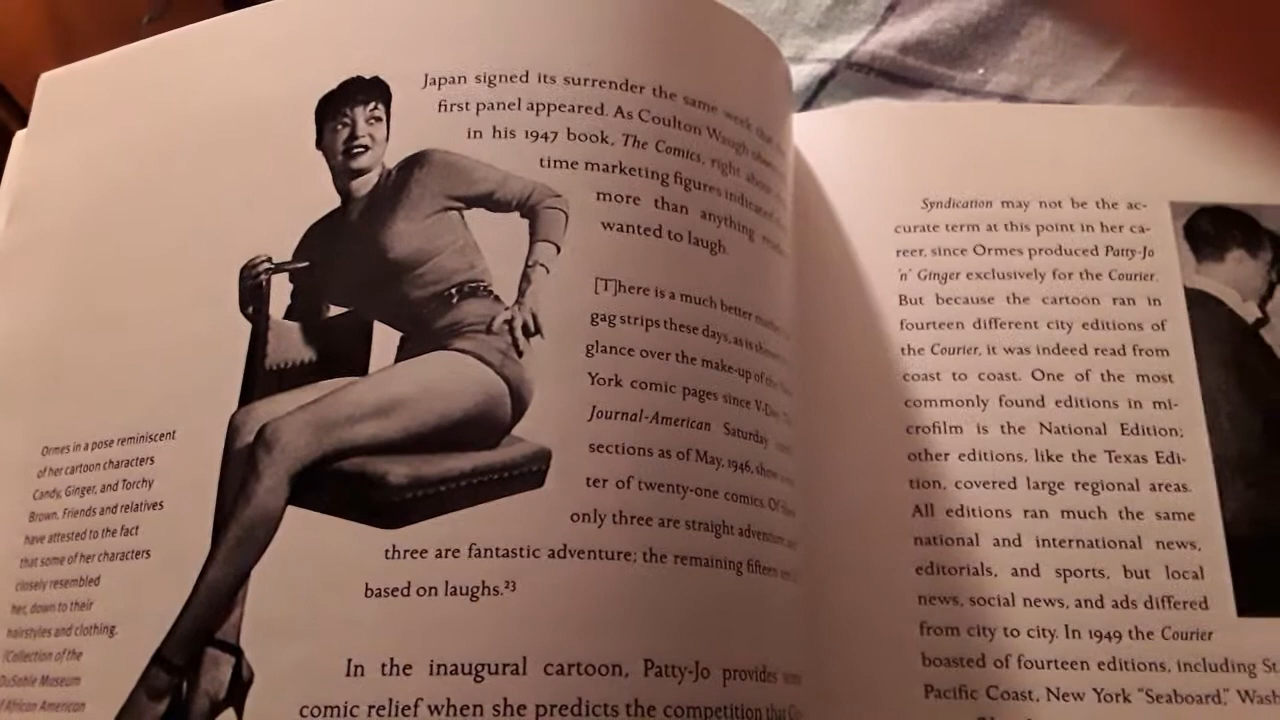 Japan signed its surrender the same week that
first panel appeared. As Coulton Waugh
in his 1947 book, The Comics, right about
time marketing figures indicated
more than anything
wanted to laugh.
[T]here is a much better
gag strips these days, as is
glance over the make-up of the
York comic pages since V-
Journal-American Saturday
sections as of May, 1946,
ter of twenty-one comics. Of
only three are straight adventure
three are fantastic adventure; the remaining fifteen
based on laughs.²³
In the inaugural cartoon, Patty-Jo provides
comic relief when she predicts the competition that
Ormes in a pose reminiscent
of her cartoon characters
Candy, Ginger, and Torchy
Brown. Friends and relatives
have attested to the fact
that some of her characters
closely resembled
her, down to their
hairstyles and clothing.
(Collection of the
DuSable Museum
of African American
Syndication may not be the ac-
curate term at this point in her ca-
reer, since Ormes produced Patty-Jo
'n' Ginger exclusively for the Courier.
But because the cartoon ran in
fourteen different city editions of
the Courier, it was indeed read from
coast to coast. One of the most
commonly found editions in mi-
crofilm is the National Edition;
other editions, like the Texas Edi-
tion, covered large regional areas.
All editions ran much the same
national and international news,
editorials, and sports, but local
news, social news, and ads differed
from city to city. In 1949 the Courier
boasted of fourteen editions, including St.
Pacific Coast, New York "Seaboard," Wash